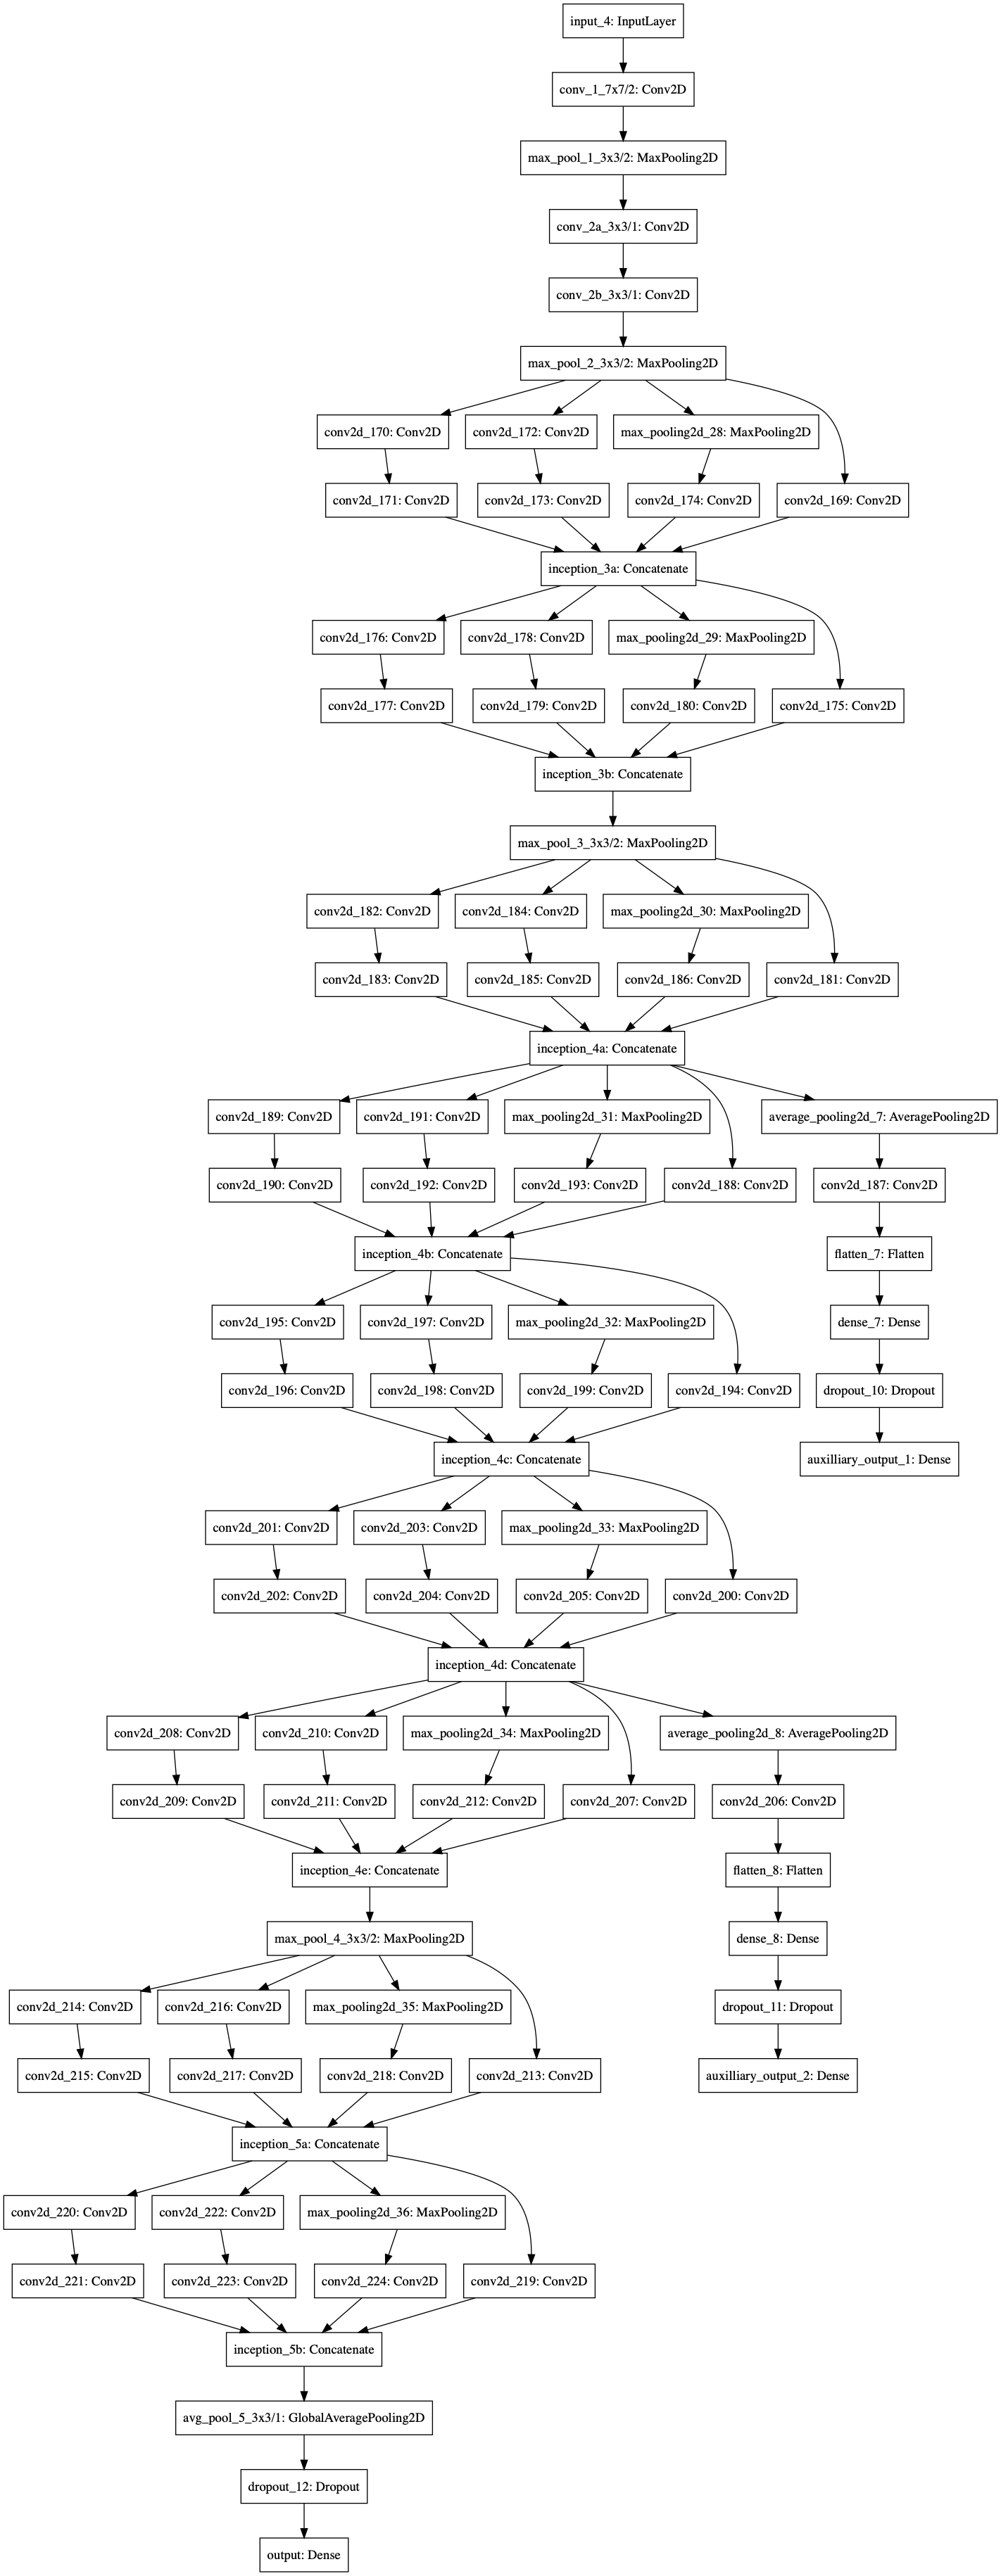 input_4: InputLayer
conv_1_7x7/2: Conv2D
max_pool_1_3x3/2: MaxPooling2D
conv_2a_3x3/1: Conv2D
conv_2b_3x3/1: Conv2D
max_pool_2_3x3/2: MaxPooling2D
conv2d_170: Conv2D
conv2d_172: Conv2D
max_pooling2d_28: MaxPooling2D
conv2d_171: Conv2D
conv2d_173: Conv2D
conv2d_174: Conv2D
conv2d_169: Conv2D
inception_3a: Concatenate
conv2d_176: Conv2D
conv2d_178: Conv2D
max_pooling2d_29: MaxPooling2D
conv2d_177: Conv2D
conv2d_179: Conv2D
conv2d_180: Conv2D
conv2d_175: Conv2D
inception_3b: Concatenate
max_pool_3_3x3/2: MaxPooling2D
conv2d_182: Conv2D
conv2d_184: Conv2D
max_pooling2d_30: MaxPooling2D
conv2d_183: Conv2D
conv2d_185: Conv2D
conv2d_186: Conv2D
conv2d_181: Conv2D
inception_4a: Concatenate
conv2d_189: Conv2D
conv2d_191: Conv2D
max_pooling2d_31: MaxPooling2D
average_pooling2d_7: AveragePooling2D
conv2d_190: Conv2D
conv2d_192: Conv2D
conv2d_193: Conv2D
conv2d_188: Conv2D
conv2d_187: Conv2D
inception_4b: Concatenate
flatten_7: Flatten
conv2d_195: Conv2D
conv2d_197: Conv2D
max_pooling2d_32: MaxPooling2D
dense_7: Dense
conv2d_196: Conv2D
conv2d_198: Conv2D
conv2d_199: Conv2D
conv2d_194: Conv2D
dropout_10: Dropout
inception_4c: Concatenate
auxilliary_output_1: Dense
conv2d_201: Conv2D
conv2d_203: Conv2D
max_pooling2d_33: MaxPooling2D
conv2d_202: Conv2D
conv2d_204: Conv2D
conv2d_205: Conv2D
conv2d_200: Conv2D
inception_4d: Concatenate
conv2d_208: Conv2D
conv2d_210: Conv2D
max_pooling2d_34: MaxPooling2D
average_pooling2d_8: AveragePooling2D
conv2d_209: Conv2D
conv2d_211: Conv2D
conv2d_212: Conv2D
conv2d_207: Conv2D
conv2d_206: Conv2D
inception_4e: Concatenate
flatten_8: Flatten
max_pool_4_3x3/2: MaxPooling2D
dense_8: Dense
conv2d_214: Conv2D
conv2d_216: Conv2D
max_pooling2d_35: MaxPooling2D
dropout_11: Dropout
conv2d_215: Conv2D
conv2d_217: Conv2D
conv2d_218: Conv2D
conv2d_213: Conv2D
auxilliary_output_2: Dense
inception_5a: Concatenate
conv2d_220: Conv2D
conv2d_222: Conv2D
max_pooling2d_36: MaxPooling2D
conv2d_221: Conv2D
conv2d_223: Conv2D
conv2d_224: Conv2D
conv2d_219: Conv2D
inception_5b: Concatenate
avg_pool_5_3x3/1: GlobalAveragePooling2D
dropout_12: Dropout
output: Dense